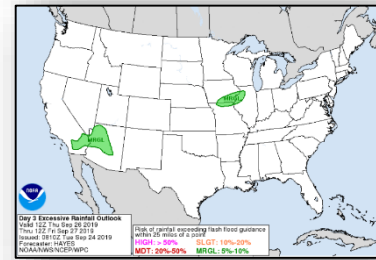 MRGL
MRGL
noaa
Day 3 Excessive Rainfall Outlook
Valid 12Z Thu Sep 26 2019
Thru 12Z Fri Sep 27 2019
Issued: 0810Z Tue Sep 24 2019
Forecaster: HAYES
NOAA/NWS/NCEP/WPC
Risk of rainfall exceeding flash flood guidance
within 25 miles of a point
HIGH: > 50% SLGT: 10%-20%
MDT: 20%-50% MRGL: 5%-10%